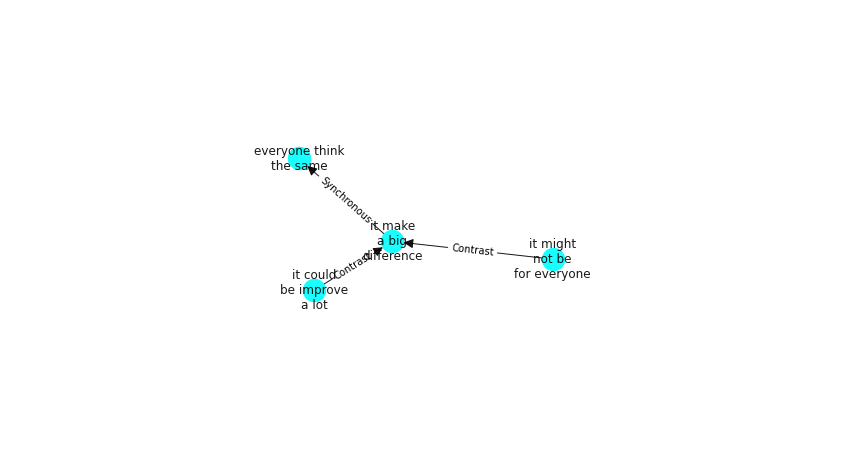 everyone think
the same
Synchronous
it make
a big
difference
Contrast
it might
not be
for everyone
Contrast
it could
be improve
a lot